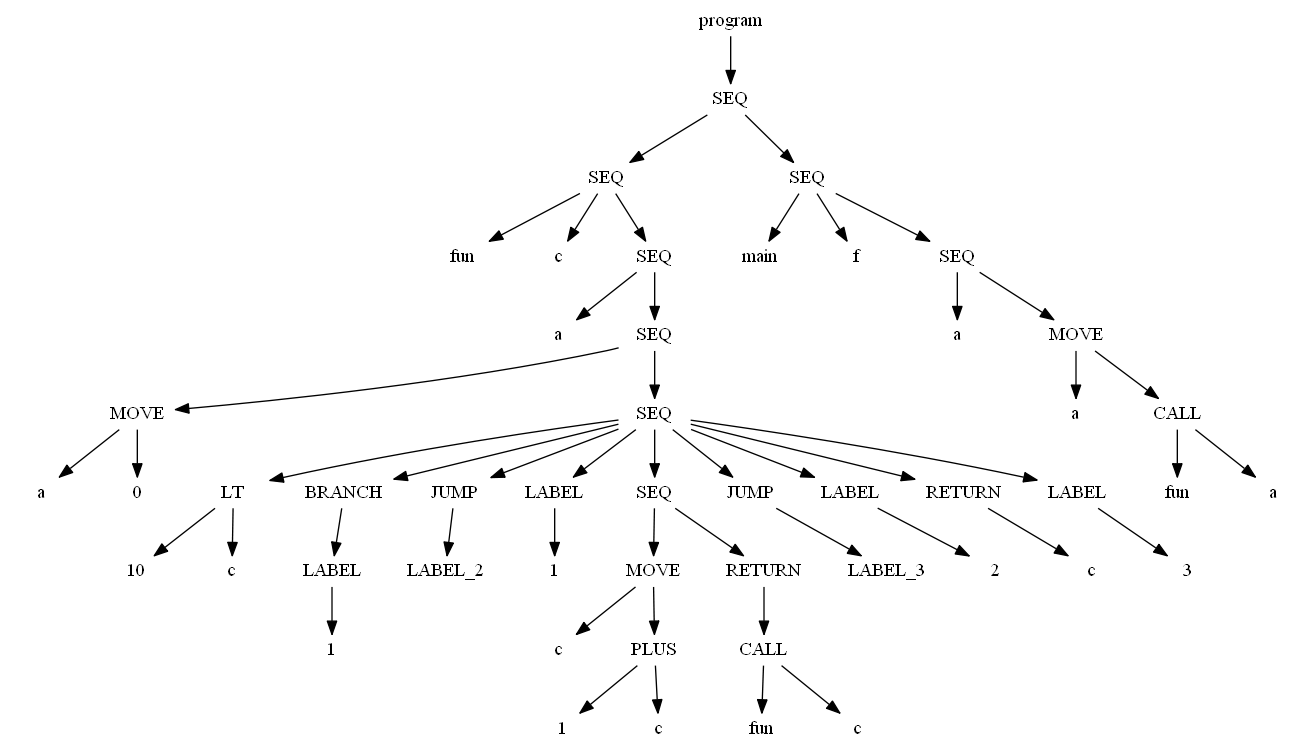 program
SEQ
SEQ SEQ
fun c SEQ main f SEQ
a SEQ a MOVE
MOVE SEQ a CALL
a 0 LT BRANCH JUMP LABEL SEQ JUMP LABEL RETURN LABEL fun a
10 c LABEL LABEL_2 1 MOVE RETURN LABEL_3 2 c 3
1 c PLUS CALL
1 c fun c